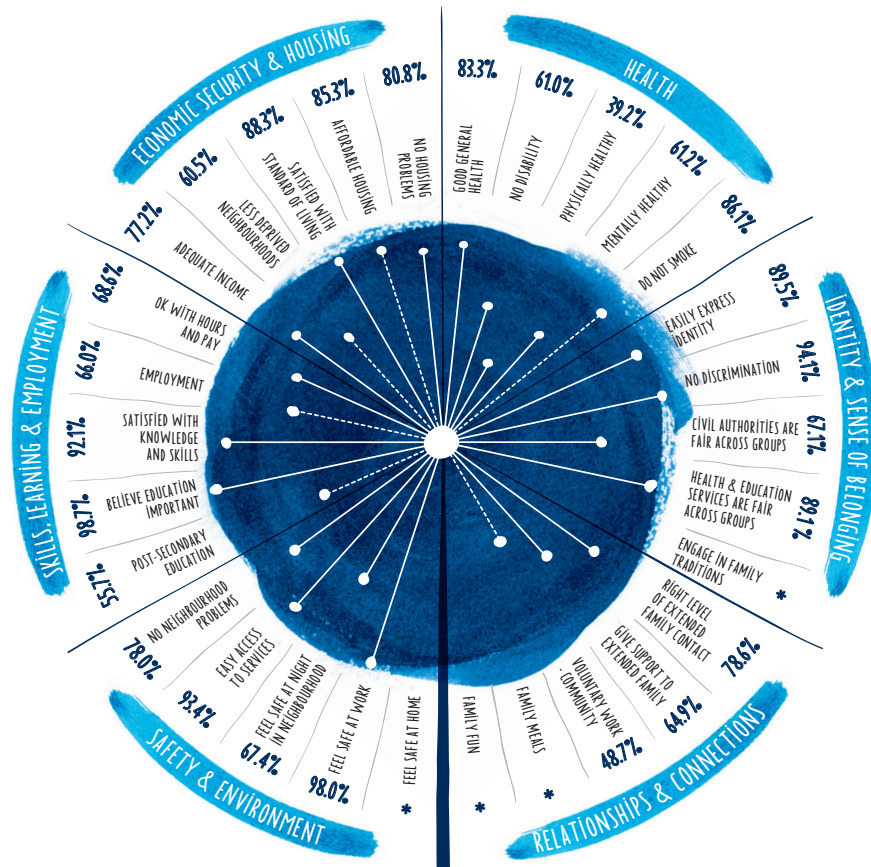 HEALTH
83.3%
GOOD GENERAL
HEALTH
61.0%
NO DISABILITY
39.2%
PHYSICALLY HEALTHY
61.2%
MENTALLY HEALTHY
86.1%
DO NOT SMOKE
IDENTITY & SENSE OF BELONGING
89.5%
EASILY EXPRESS
IDENTITY
94.1%
NO DISCRIMINATION
67.1%
CIVIL AUTHORITIES ARE
FAIR ACROSS GROUPS
89.1%
HEALTH & EDUCATION
SERVICES ARE FAIR
ACROSS GROUPS
*
ENGAGE IN FAMILY
TRADITIONS
RELATIONSHIPS & CONNECTIONS
78.6%
RIGHT LEVEL
OF EXTENDED
FAMILY CONTACT
64.9%
GIVE SUPPORT TO
EXTENDED FAMILY
48.7%
VOLUNTARY WORK
- COMMUNITY
*
FAMILY MEALS
*
FAMILY FUN
SAFETY & ENVIRONMENT
*
FEEL SAFE AT HOME
98.0%
FEEL SAFE AT WORK
67.4%
FEEL SAFE AT NIGHT
IN NEIGHBOURHOOD
93.4%
EASY ACCESS
TO SERVICES
78.0%
NO NEIGHBOURHOOD
PROBLEMS
SKILLS, LEARNING & EMPLOYMENT
55.7%
POST-SECONDARY
EDUCATION
98.7%
BELIEVE EDUCATION
IMPORTANT
92.1%
SATISFIED WITH
KNOWLEDGE
AND SKILLS
66.0%
EMPLOYMENT
68.6%
OK WITH HOURS
AND PAY
ECONOMIC SECURITY & HOUSING
77.2%
ADEQUATE INCOME
60.5%
LESS DEPRIVED
NEIGHBOURHOODS
88.3%
SATISFIED WITH
STANDARD OF LIING
85.3%
AFFORDABLE HOUSING
80.8%
NO HOUSING
PROBLEMS